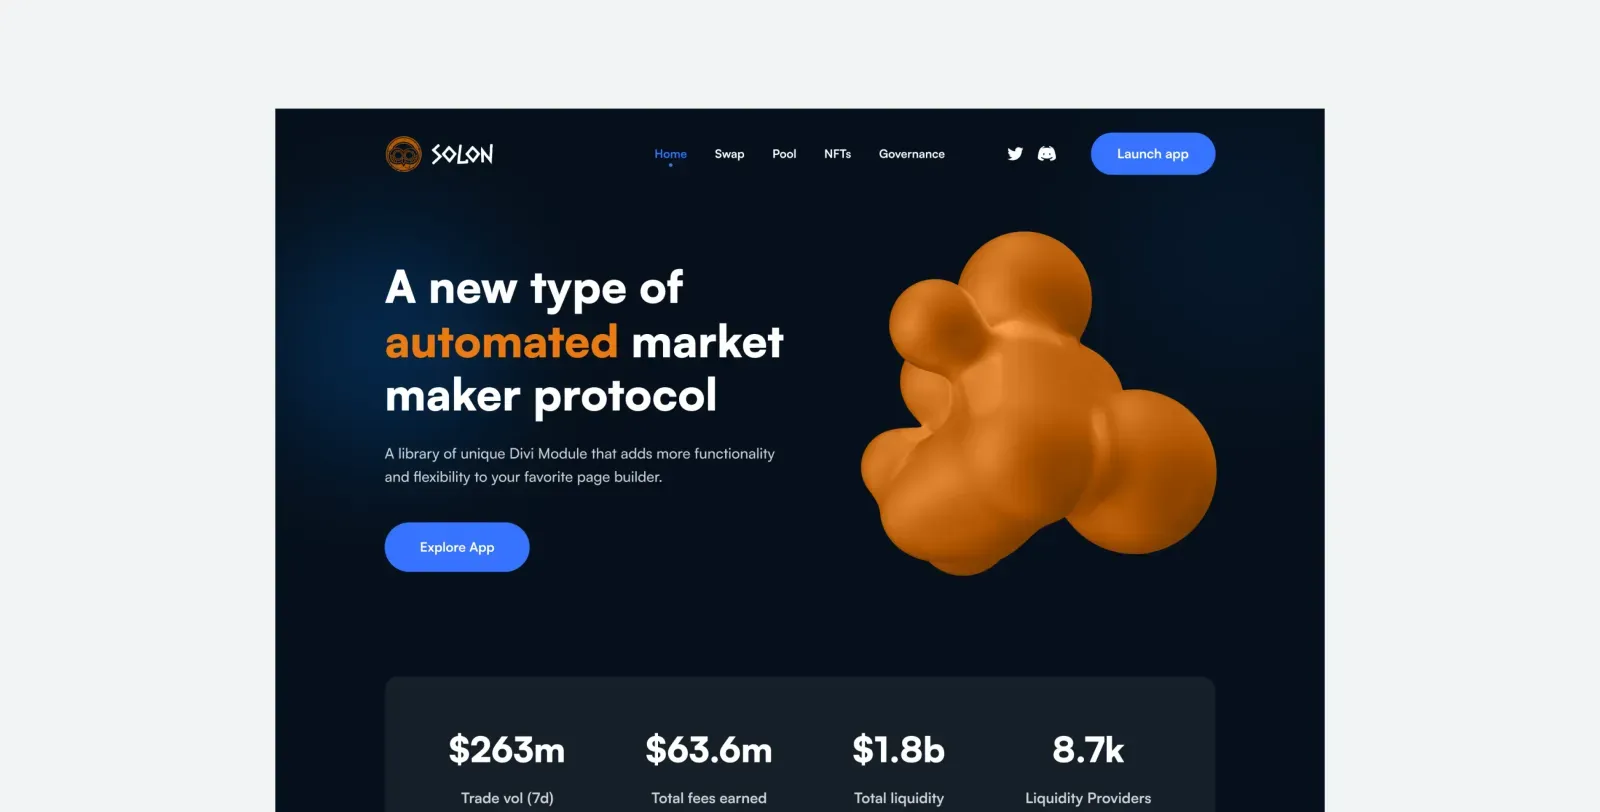 SOLON
Home Swap Pool NFTs Governance
Launch app
A new type of
automated market
maker protocol
A library of unique Divi Module that adds more functionality
and flexibility to your favorite page builder.
Explore App
$263m $63.6m $1.8b 8.7k
Trade vol (7d) Total fees earned Total liquidity Liquidity Providers